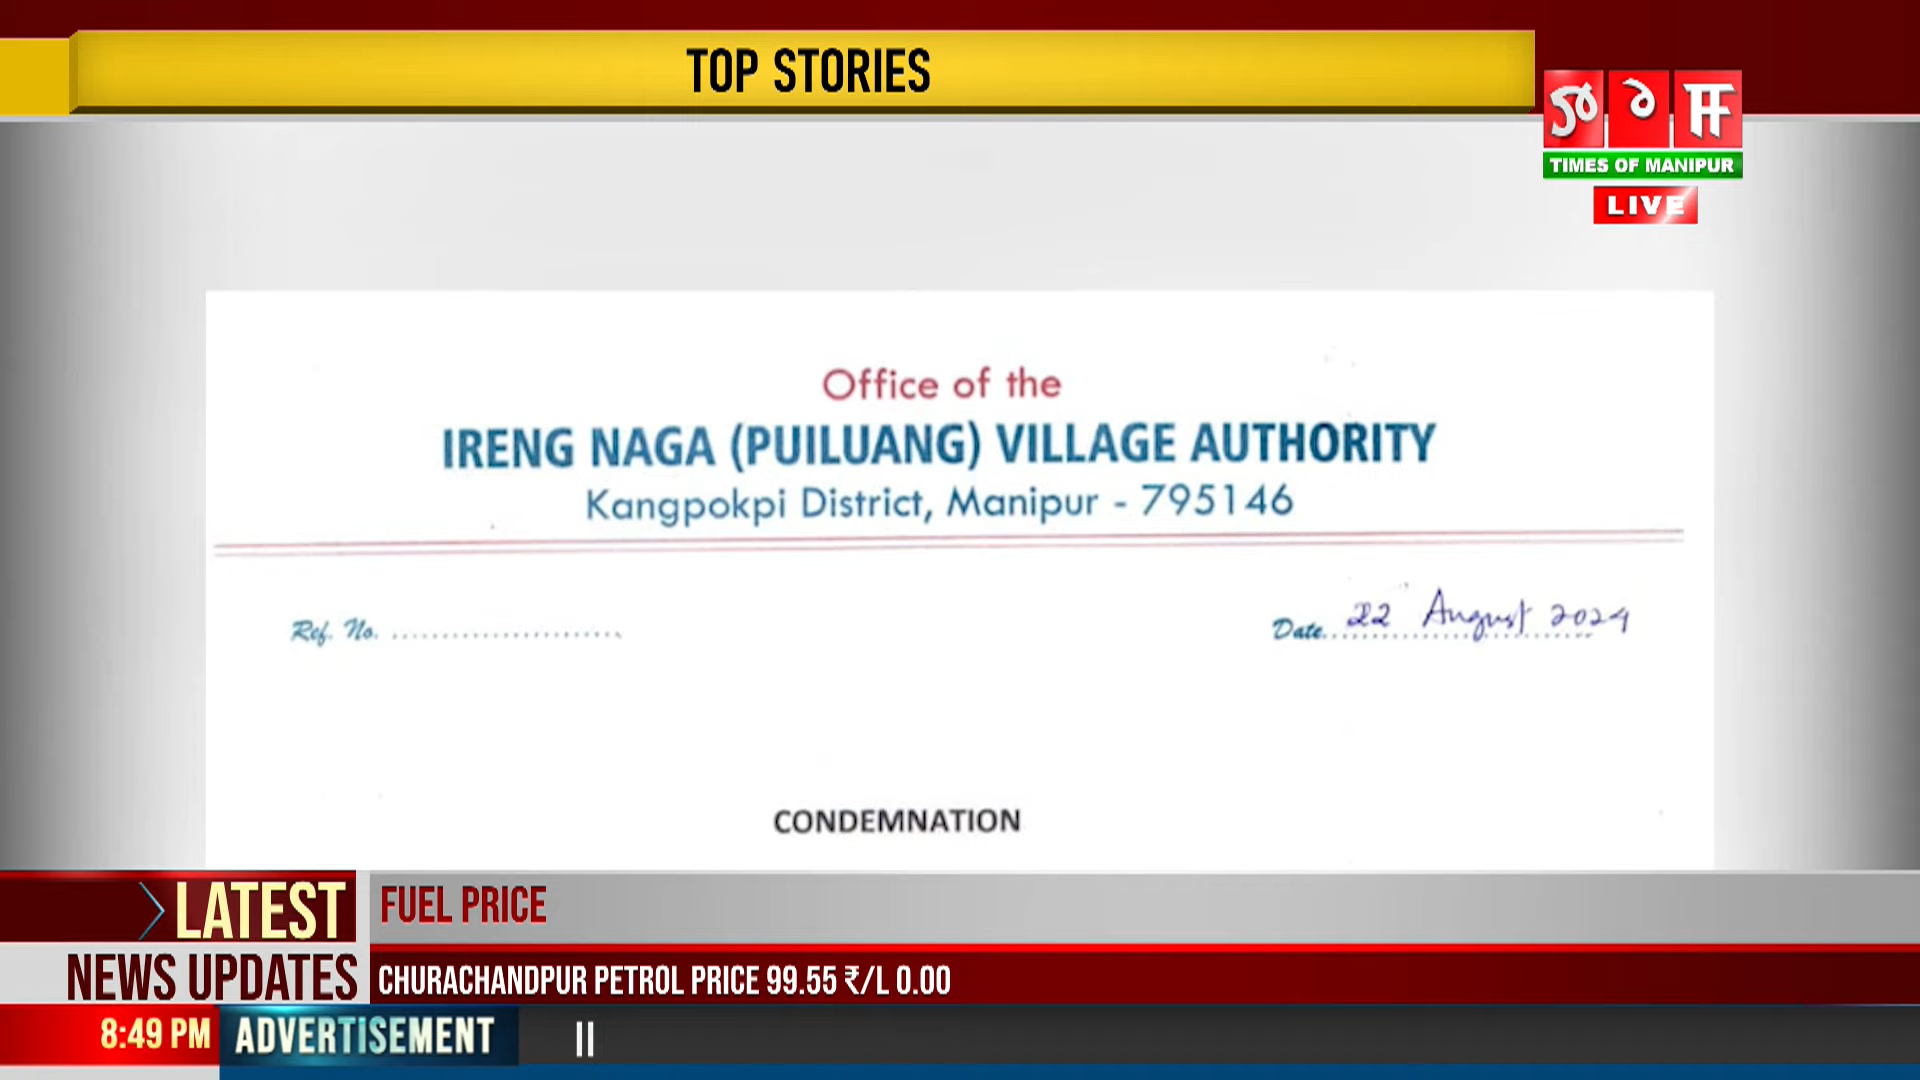 TOP STORIES
TIMES OF MANIPUR
LIVE
Office of the
IRENG NAGA (PUILUANG) VILLAGE AUTHORITY
Kangpokpi District, Manipur - 795146
Ref. No. ........................
Date 22 August 2024
CONDEMNATION
LATEST
NEWS UPDATES
FUEL PRICE
CHURACHANDPUR PETROL PRICE 99.55 ₹/L 0.00
8:49 PM
ADVERTISEMENT
||